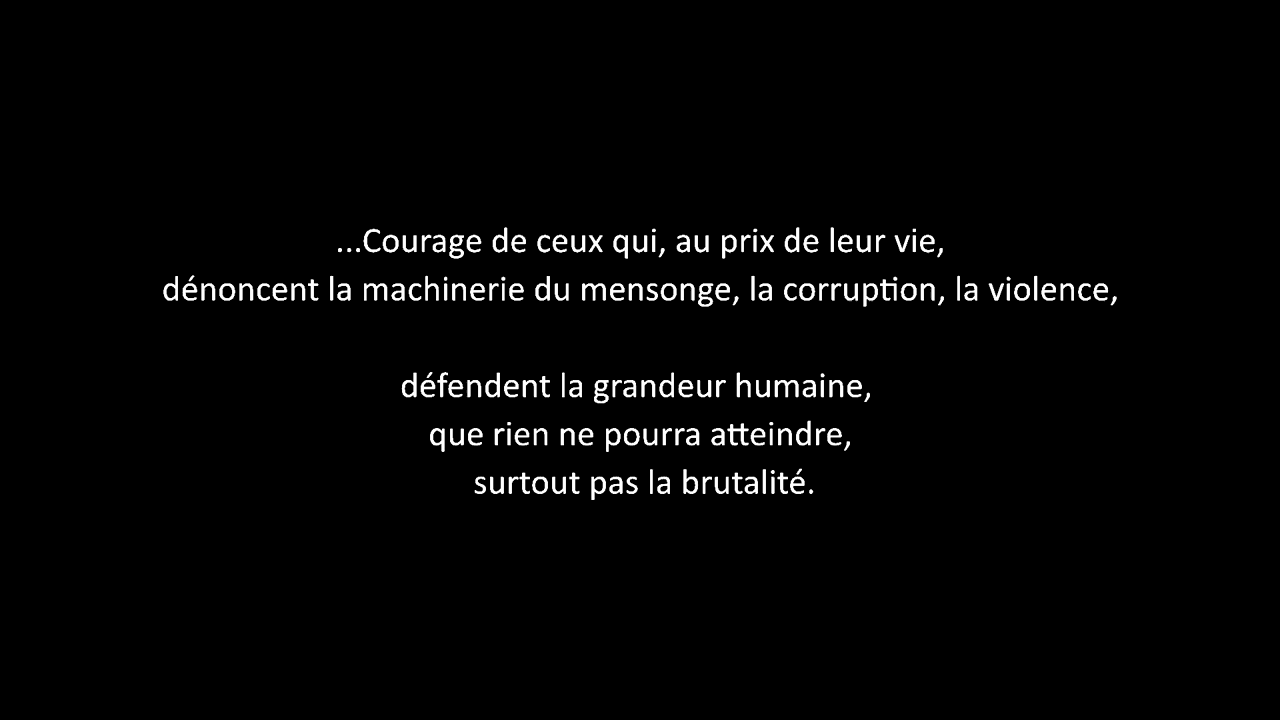 ...Courage de ceux qui, au prix de leur vie,
dénoncent la machinerie du mensonge, la corruption, la violence,
défendent la grandeur humaine,
que rien ne pourra atteindre,
surtout pas la brutalité.